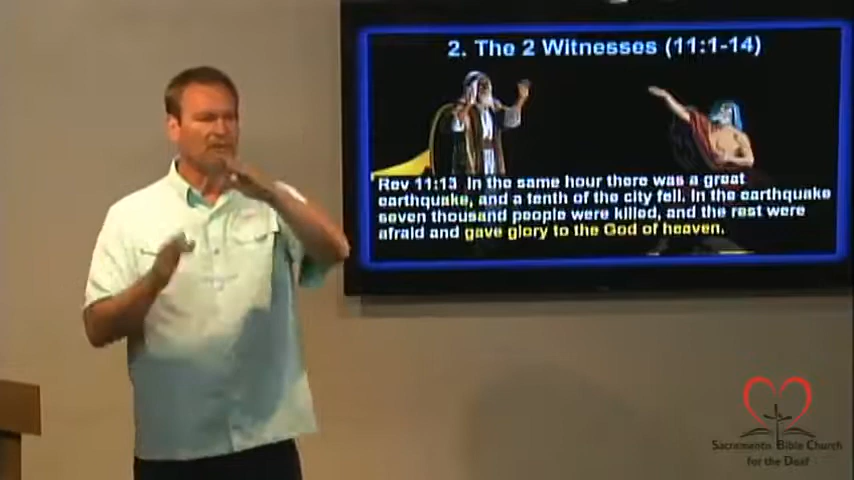 2. The 2 Witnesses (11:1-14)
Rev 11:13 In the same hour there was a great
earthquake, and a tenth of the city fell. In the earthquake
seven thousand people were killed, and the rest were
afraid and gave glory to the God of heaven.
Sacramento Bible Church
for the Deaf